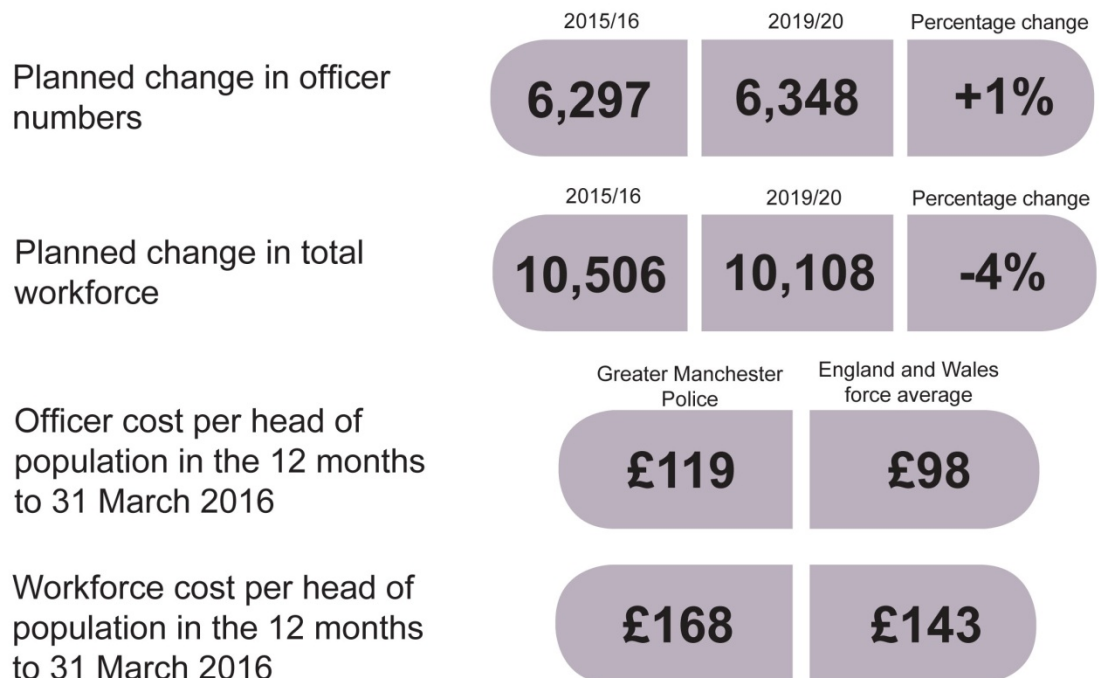 2015/16 2019/20 Percentage change
Planned change in officer
numbers
6,297 6,348 +1%
2015/16 2019/20 Percentage change
Planned change in total
workforce
10,506 10,108 -4%
Greater Manchester
Police
England and Wales
force average
Officer cost per head of
population in the 12 months
to 31 March 2016
£119 £98
Workforce cost per head of
population in the 12 months
to 31 March 2016
£168 £143